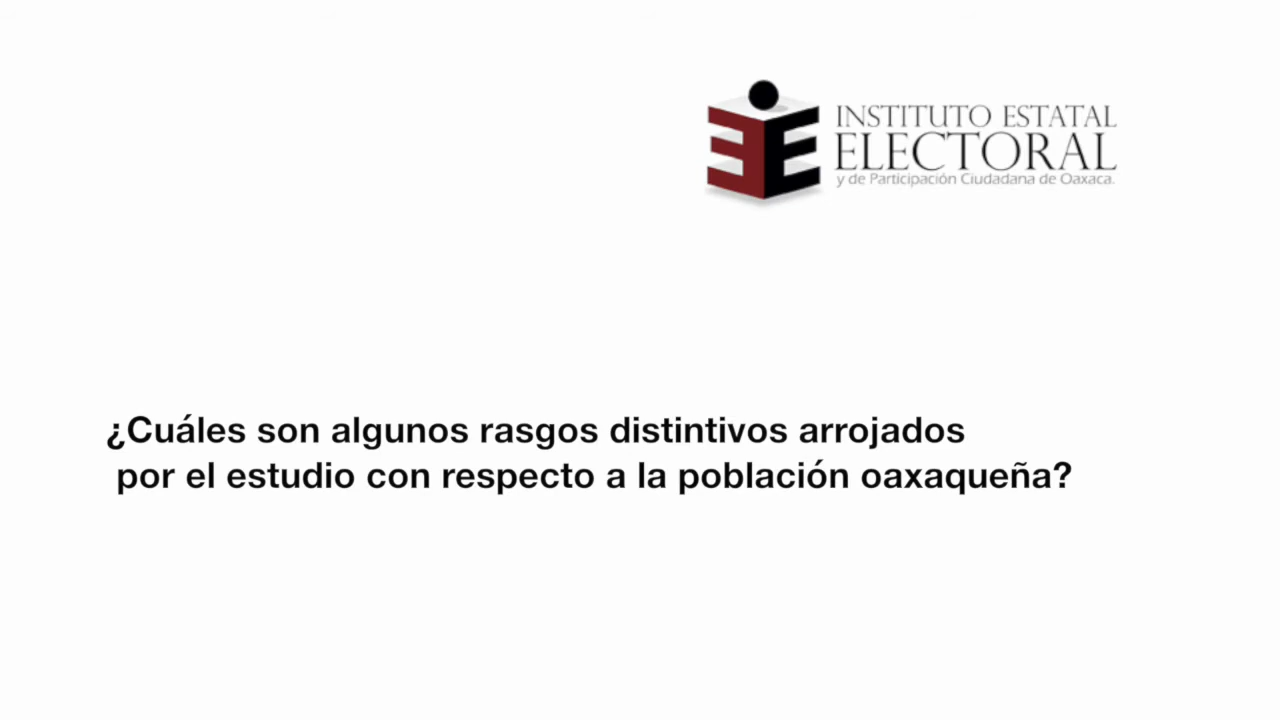 INSTITUTO ESTATAL
ELECTORAL
y de Participación Ciudadana de Oaxaca.
¿Cuáles son algunos rasgos distintivos arrojados
por el estudio con respecto a la población oaxaqueña?